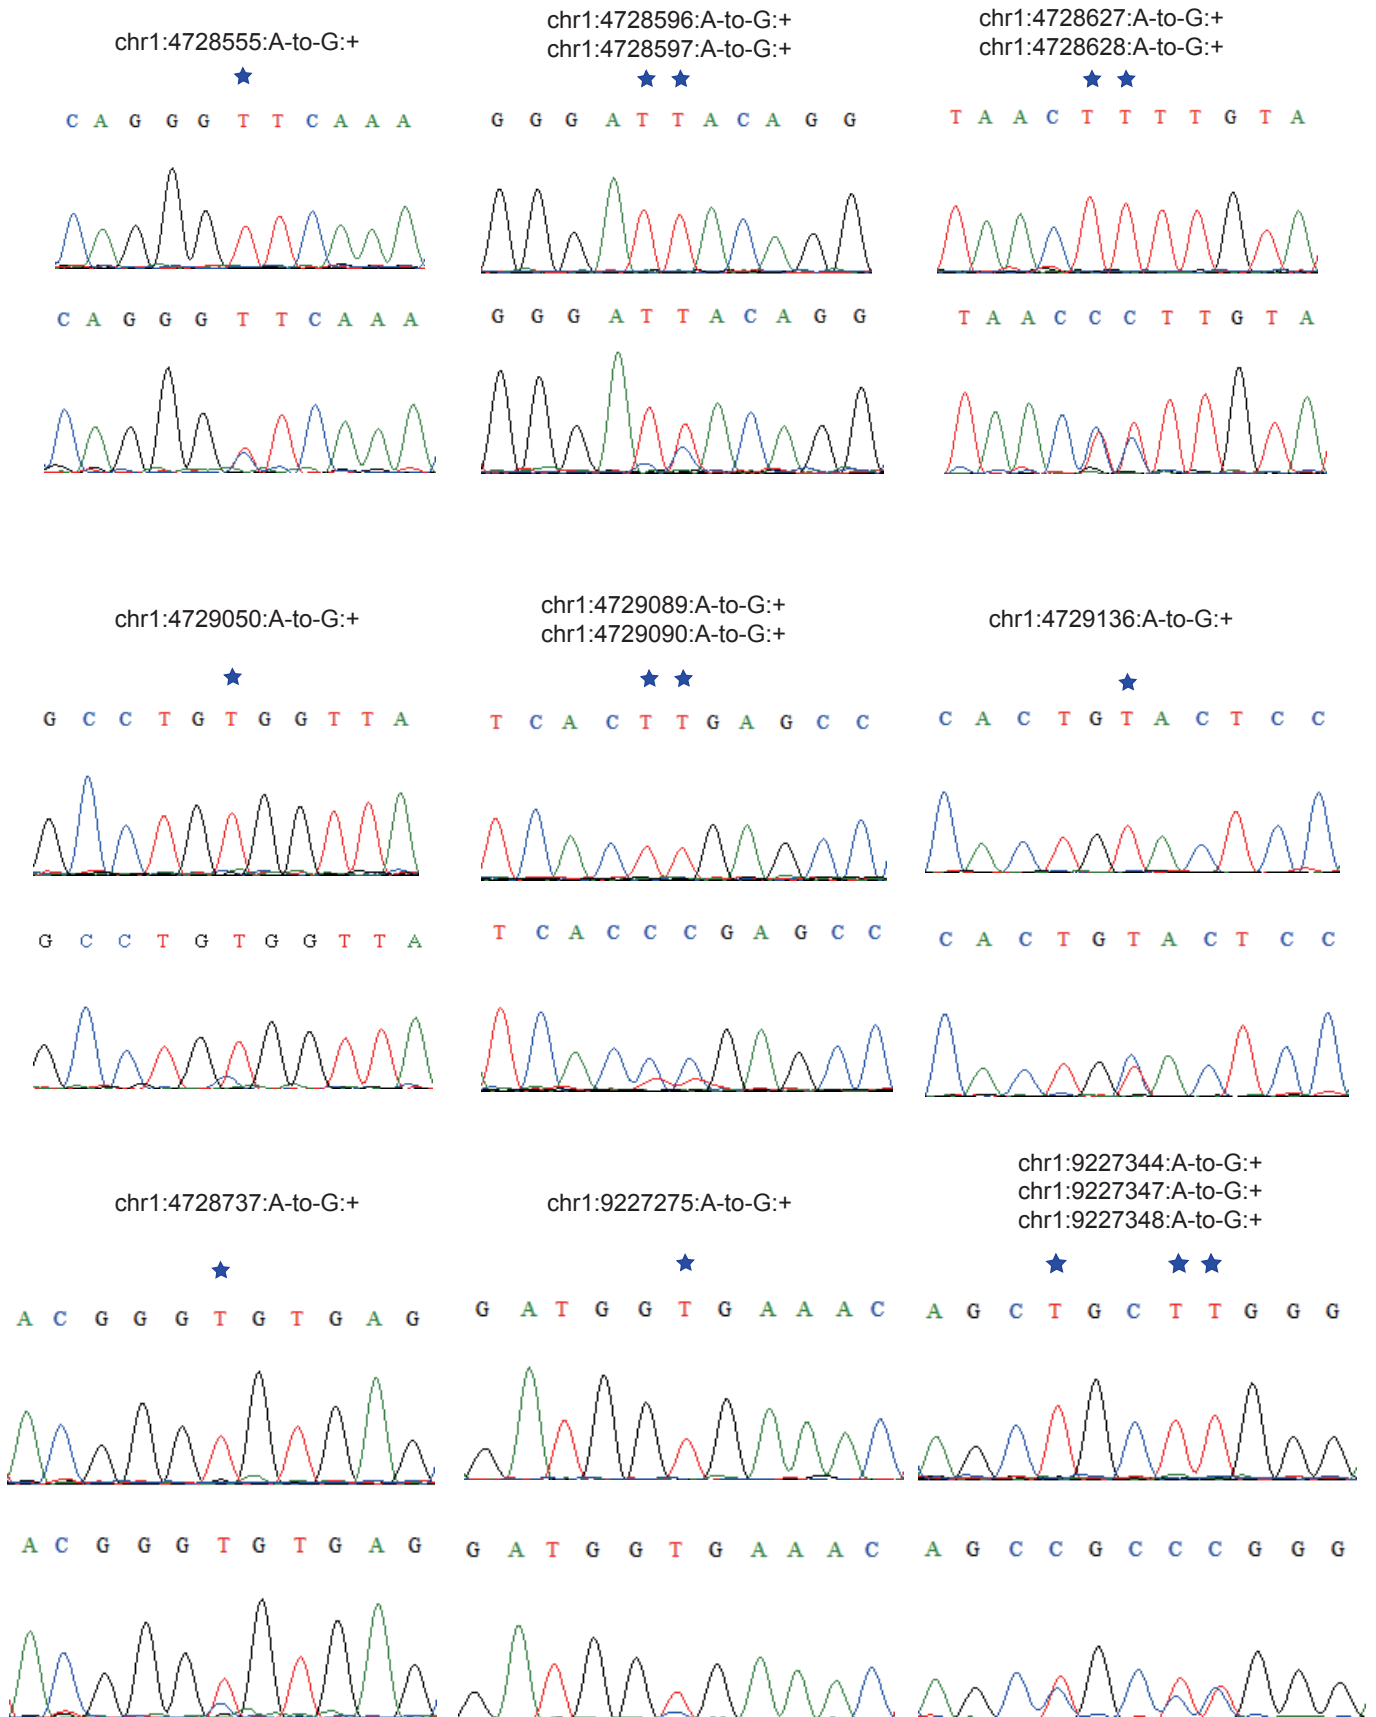 chr1:4728555:A-to-G:+
chr1:4728596:A-to-G:+
chr1:4728597:A-to-G:+
chr1:4728627:A-to-G:+
chr1:4728628:A-to-G:+
C A G G G T T C A A A
G G G A T T A C A G G
T A A C T T T T G T A
C A G G G T T C A A A
G G G A T T A C A G G
T A A C C C T T G T A
chr1:4729050:A-to-G:+
chr1:4729089:A-to-G:+
chr1:4729090:A-to-G:+
chr1:4729136:A-to-G:+
G C C T G T G G T T A
T C A C T T G A G C C
C A C T G T A C T C C
G C C T G T G G T T A
T C A C C C G A G C C
C A C T G T A C T C C
chr1:4728737:A-to-G:+
chr1:9227275:A-to-G:+
chr1:9227344:A-to-G:+
chr1:9227347:A-to-G:+
chr1:9227348:A-to-G:+
A C G G G T G T G A G
G A T G G T G A A A C
A G C T G C T T G G G
A C G G G T G T G A G
G A T G G T G A A A C
A G C C G C C C G G G